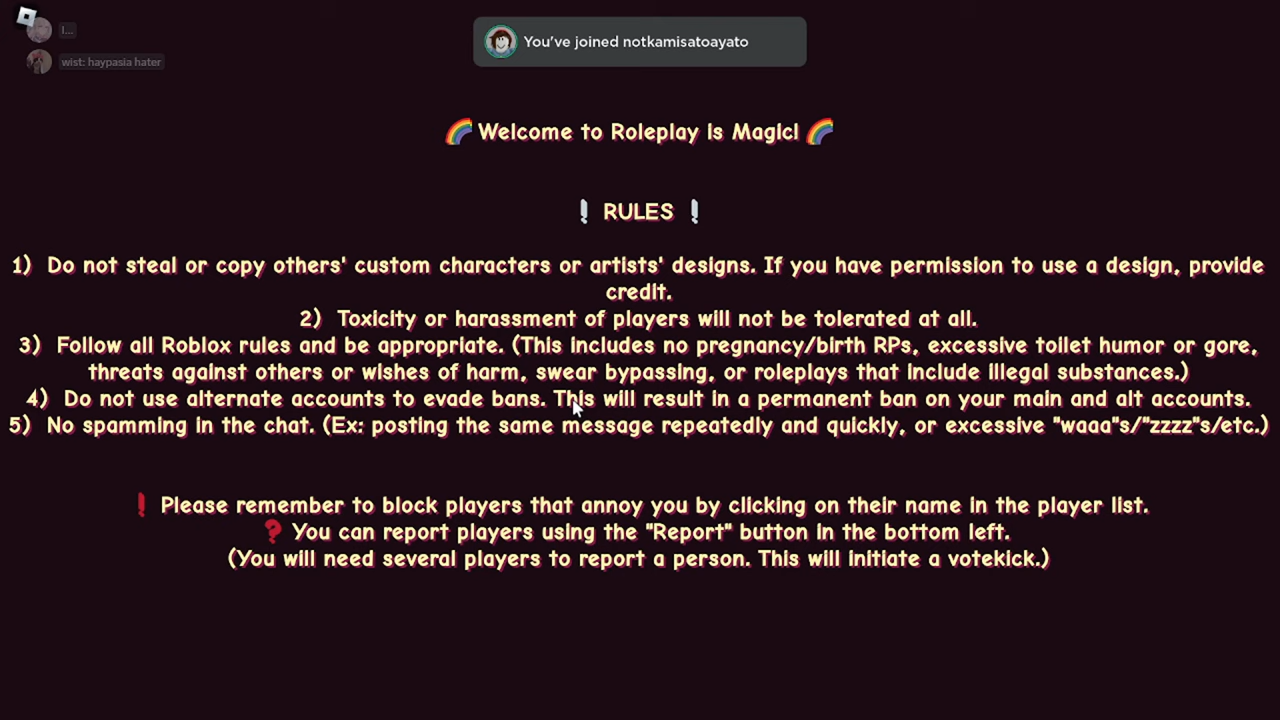 I...
wist: haypasia hater
You've joined notkamisatoayato
🌈 Welcome to Roleplay is Magic! 🌈
❕ RULES ❕
1) Do not steal or copy others' custom characters or artists' designs. If you have permission to use a design, provide
credit.
2) Toxicity or harassment of players will not be tolerated at all.
3) Follow all Roblox rules and be appropriate. (This includes no pregnancy/birth RPs, excessive toilet humor or gore,
threats against others or wishes of harm, swear bypassing, or roleplays that include illegal substances.)
4) Do not use alternate accounts to evade bans. This will result in a permanent ban on your main and alt accounts.
5) No spamming in the chat. (Ex: posting the same message repeatedly and quickly, or excessive "waaa"s/"zzzz"s/etc.)
❗ Please remember to block players that annoy you by clicking on their name in the player list.
❓ You can report players using the "Report" button in the bottom left.
(You will need several players to report a person. This will initiate a votekick.)